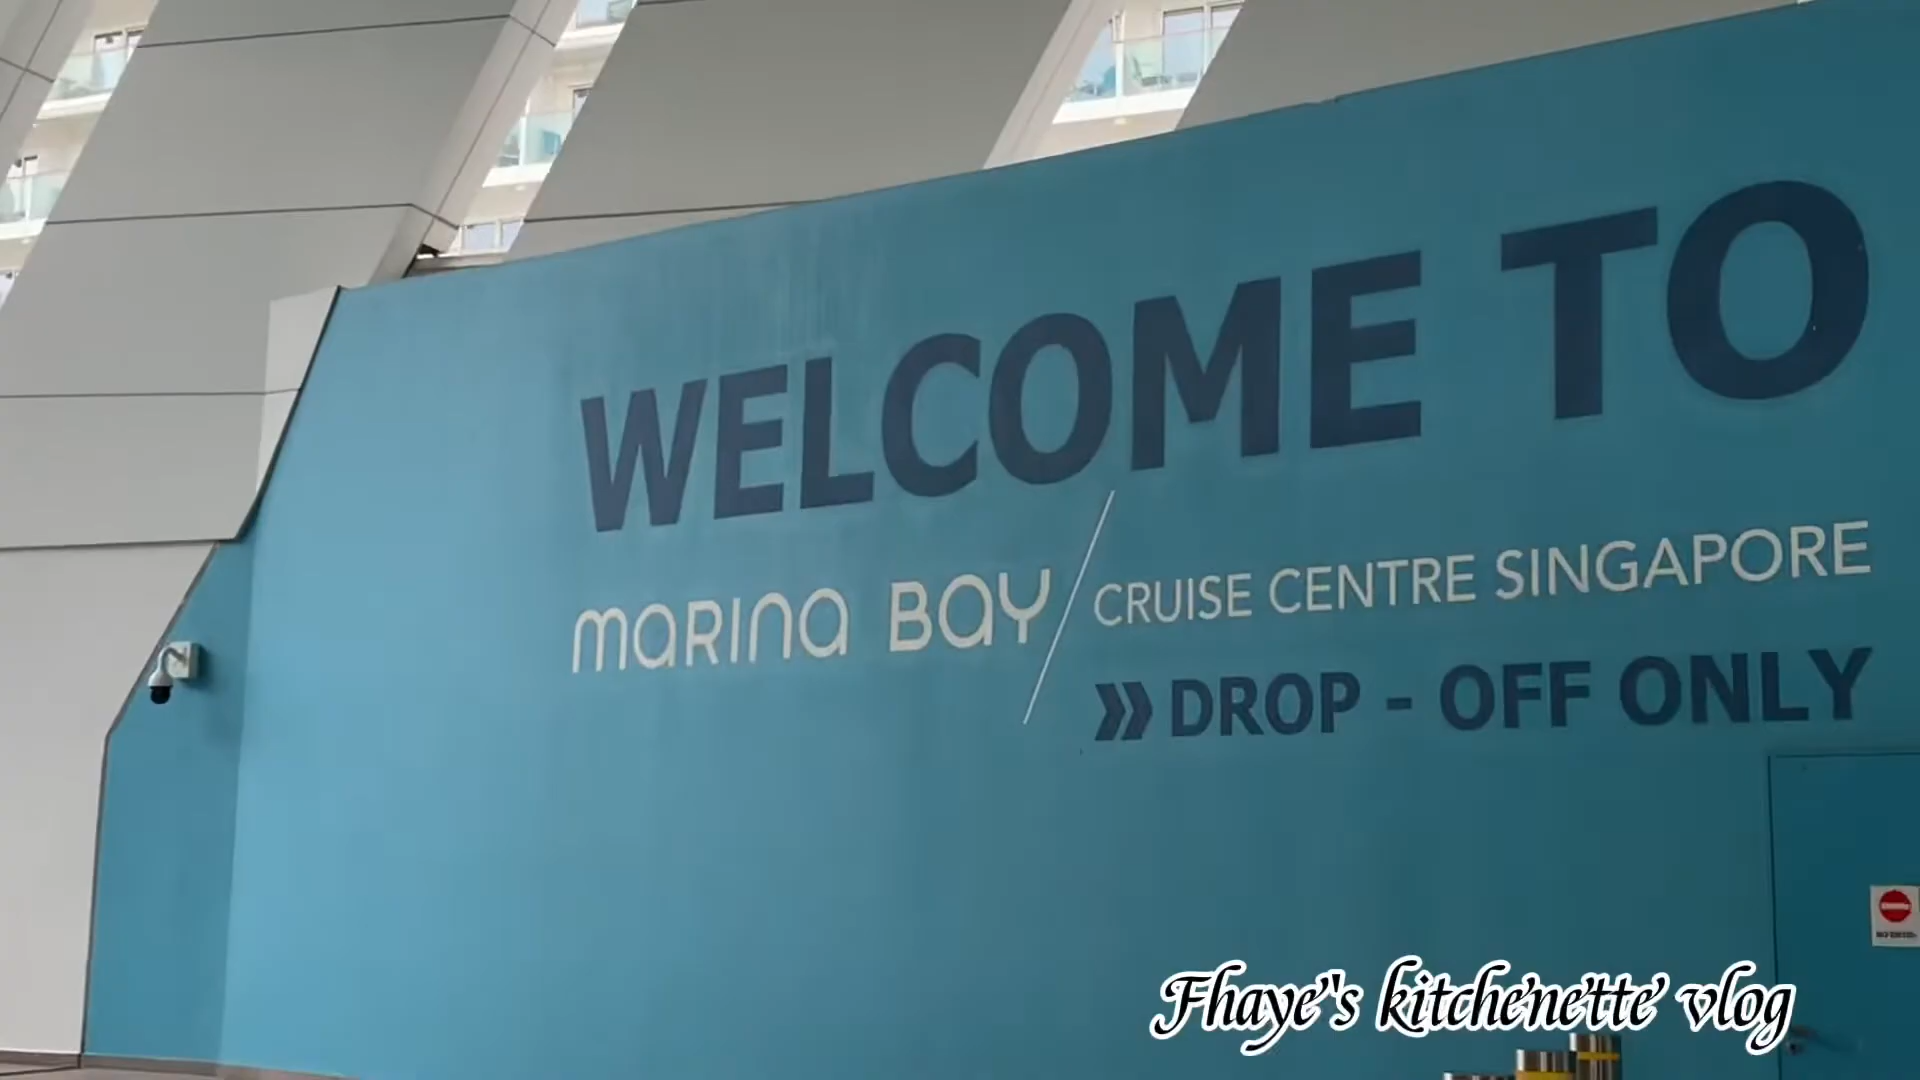 WELCOME TO
MARINA BAY / CRUISE CENTRE SINGAPORE
» DROP - OFF ONLY
Fhaye"s kitchenette vlog